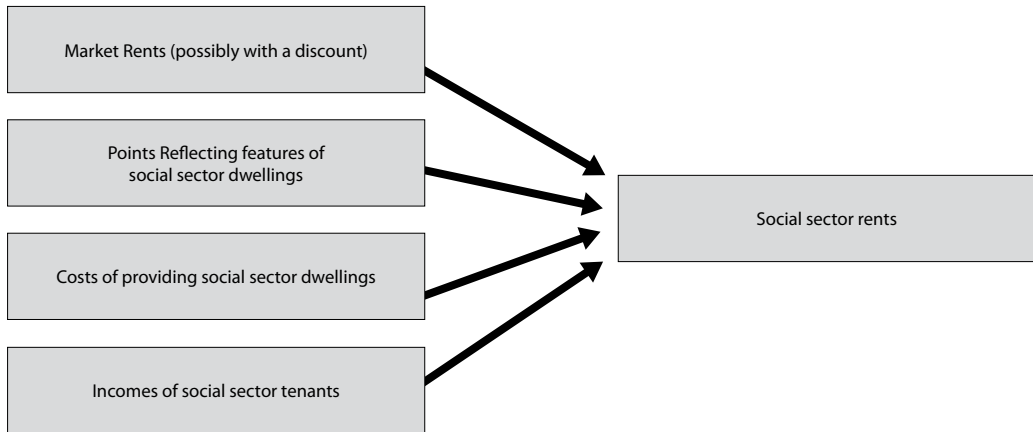 Market Rents (possibly with a discount)
Points Reflecting features of
social sector dwellings
Costs of providing social sector dwellings
Incomes of social sector tenants
Social sector rents